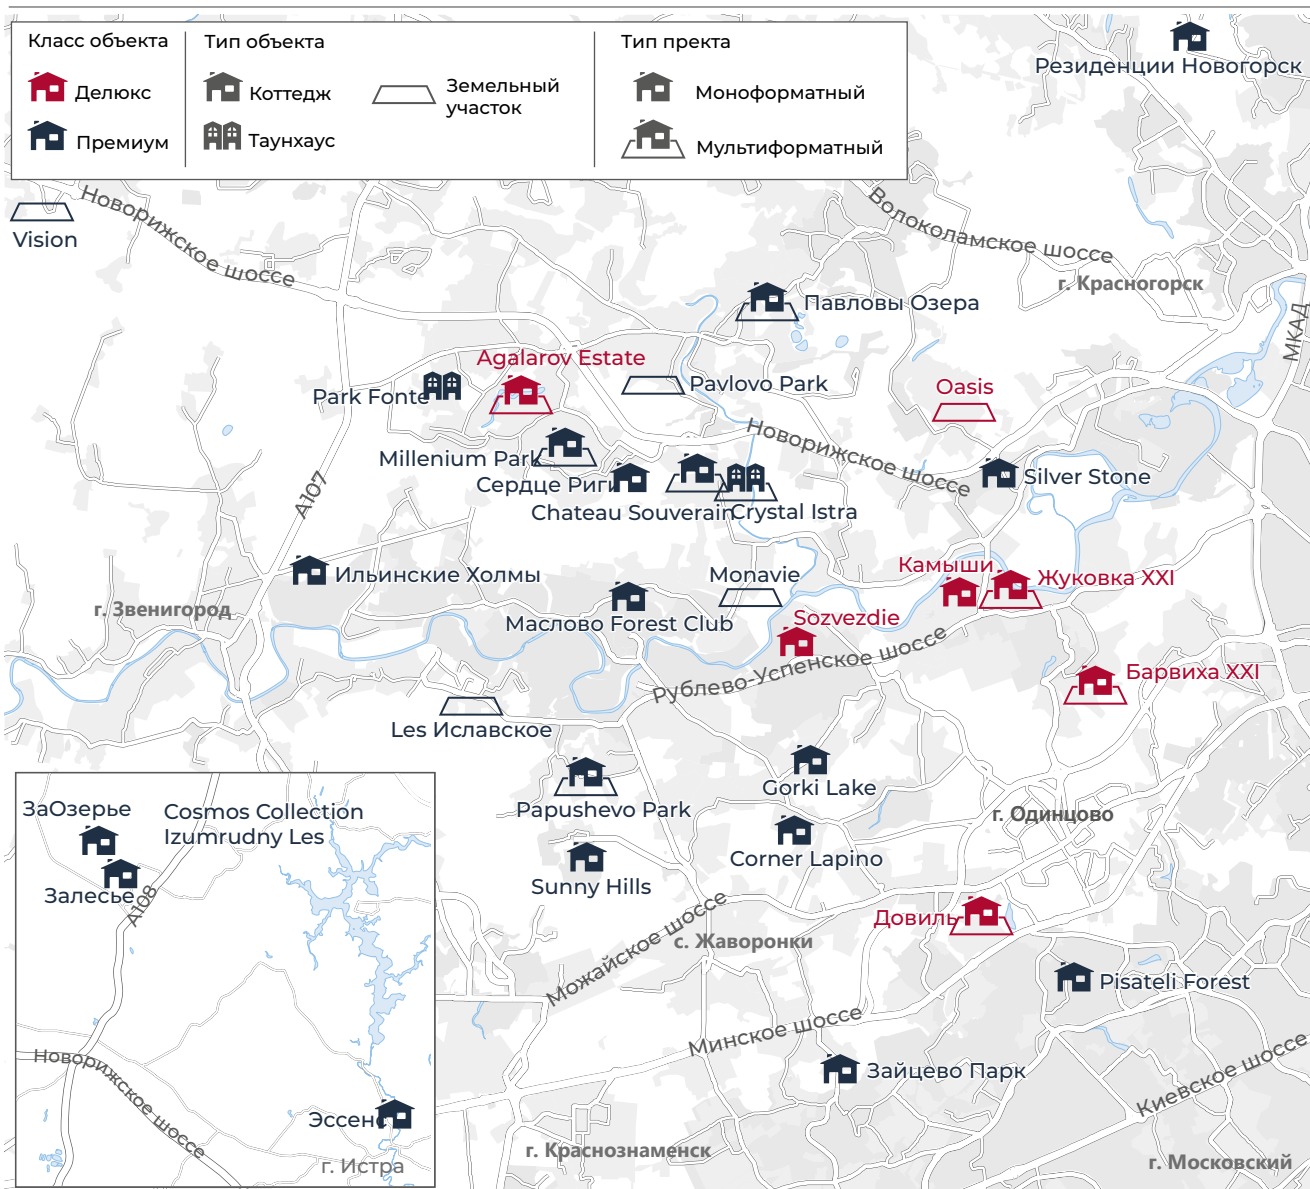 Класс объекта
Делюкс
Премиум
Тип объекта
Коттедж
Таунхаус
Земельный
участок
Тип пректа
Моноформатный
Мультиформатный
Резиденции Новогорск
Новорижское шоссе
Волоколамское шоссе
Vision
г. Красногорск
Павловы Озера
МКАД
Agalarov Estate
Park Fonte
Pavlovo Park
Oasis
Новорижское шоссе
Millenium Park
Сердце Риги
Silver Stone
А107
Chateau Souverain
Crystal Istra
Камыши
Жуковка XXI
Ильинские Холмы
Monavie
г. Звенигород
Маслово Forest Club
Sozvezdie
Рублево-Успенское шоссе
Барвиха XXI
Les Иславское
Gorki Lake
Papushevo Park
г. Одинцово
Corner Lapino
Sunny Hills
ЗаОзерье
Cosmos Collection
Izumrudny Les
Залесье
А108
Довиль
Можайское шоссе
с. Жаворонки
Pisateli Forest
Минское шоссе
Зайцево Парк
Новорижское шоссе
Киевское шоссе
Эссенс
г. Истра
г. Краснознаменск
г. Московский